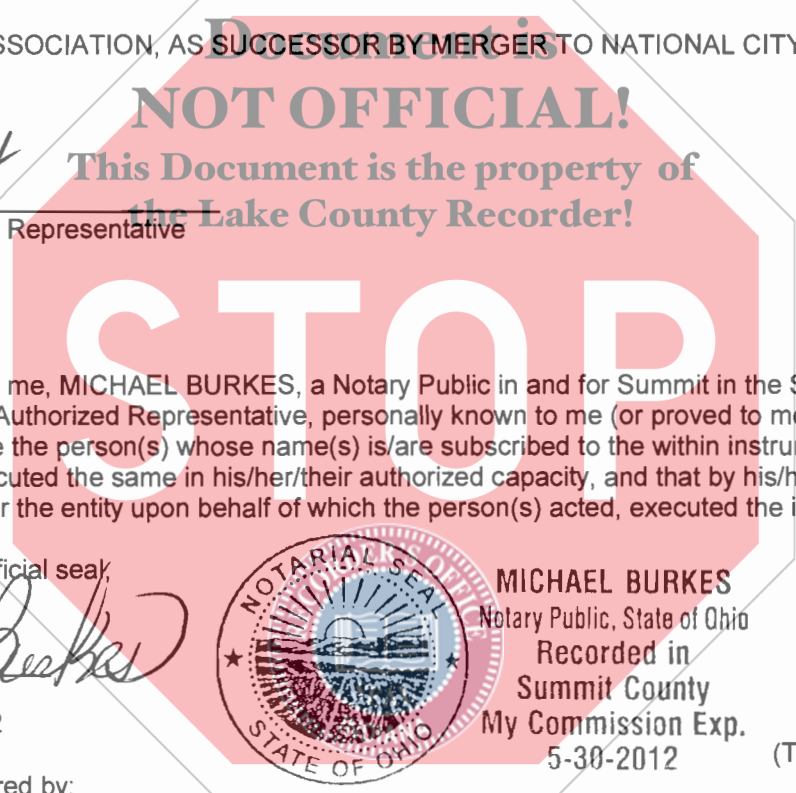 SSOCIATION, AS SUCCESSOR BY MERGER TO NATIONAL CITY
Document is
NOT OFFICIAL!
This Document is the property of
the Lake County Recorder!
Representative
STOP
me, MICHAEL BURKES, a Notary Public in and for Summit in the S
Authorized Representative, personally known to me (or proved to me
e the person(s) whose name(s) is/are subscribed to the within instru
cuted the same in his/her/their authorized capacity, and that by his/h
r the entity upon behalf of which the person(s) acted, executed the i
ficial seal,
Burkes
NOTARIAL SEAL
STATE OF OHIO
RECORDER'S OFFICE
MICHAEL BURKES
Notary Public, State of Ohio
Recorded in
Summit County
My Commission Exp.
5-30-2012
(T
red by: